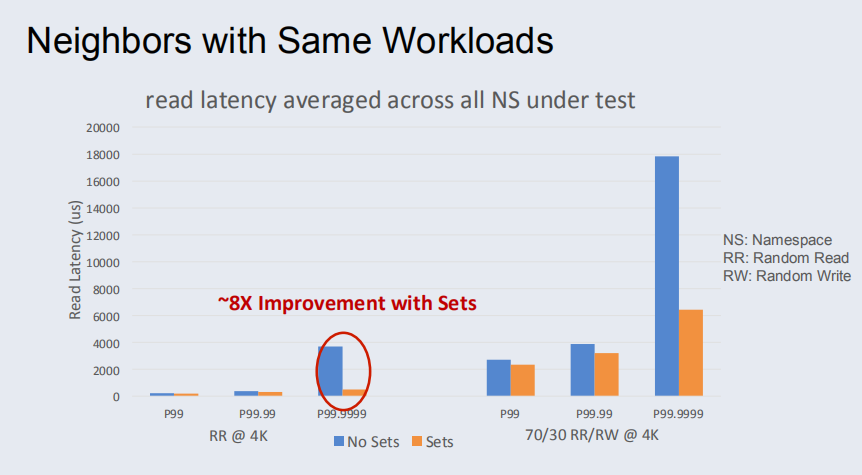 Neighbors with Same Workloads
read latency averaged across all NS under test
20000
18000
16000
14000
12000
10000
8000
6000
4000
2000
0
Read Latency (us)
~8X Improvement with Sets
NS: Namespace
RR: Random Read
RW: Random Write
P99
P99.99
P99.9999
P99
P99.99
P99.9999
RR @ 4K
70/30 RR/RW @ 4K
No Sets
Sets